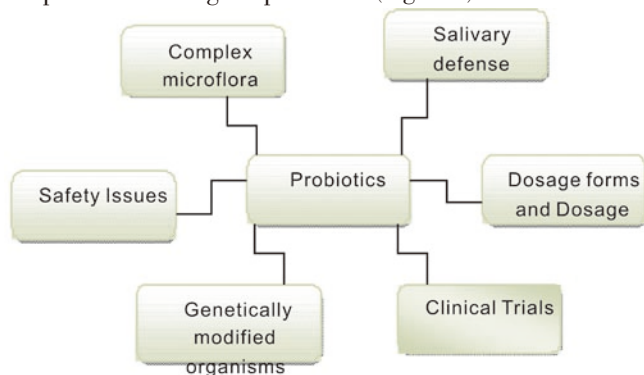 Complex
microflora
Salivary
defense
Safety Issues
Probiotics
Dosage forms
and Dosage
Genetically
modified
organisms
Clinical Trials